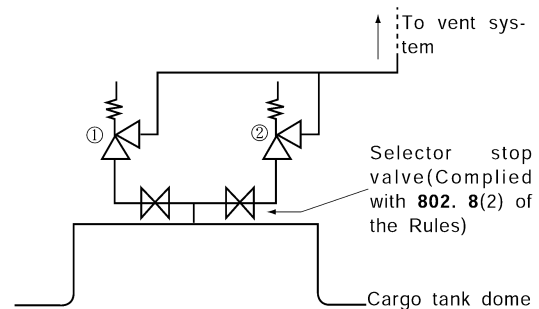 To vent sys-
tem
①
②
Selector stop
valve(Complied
with 802. 8(2) of
the Rules)
Cargo tank dome